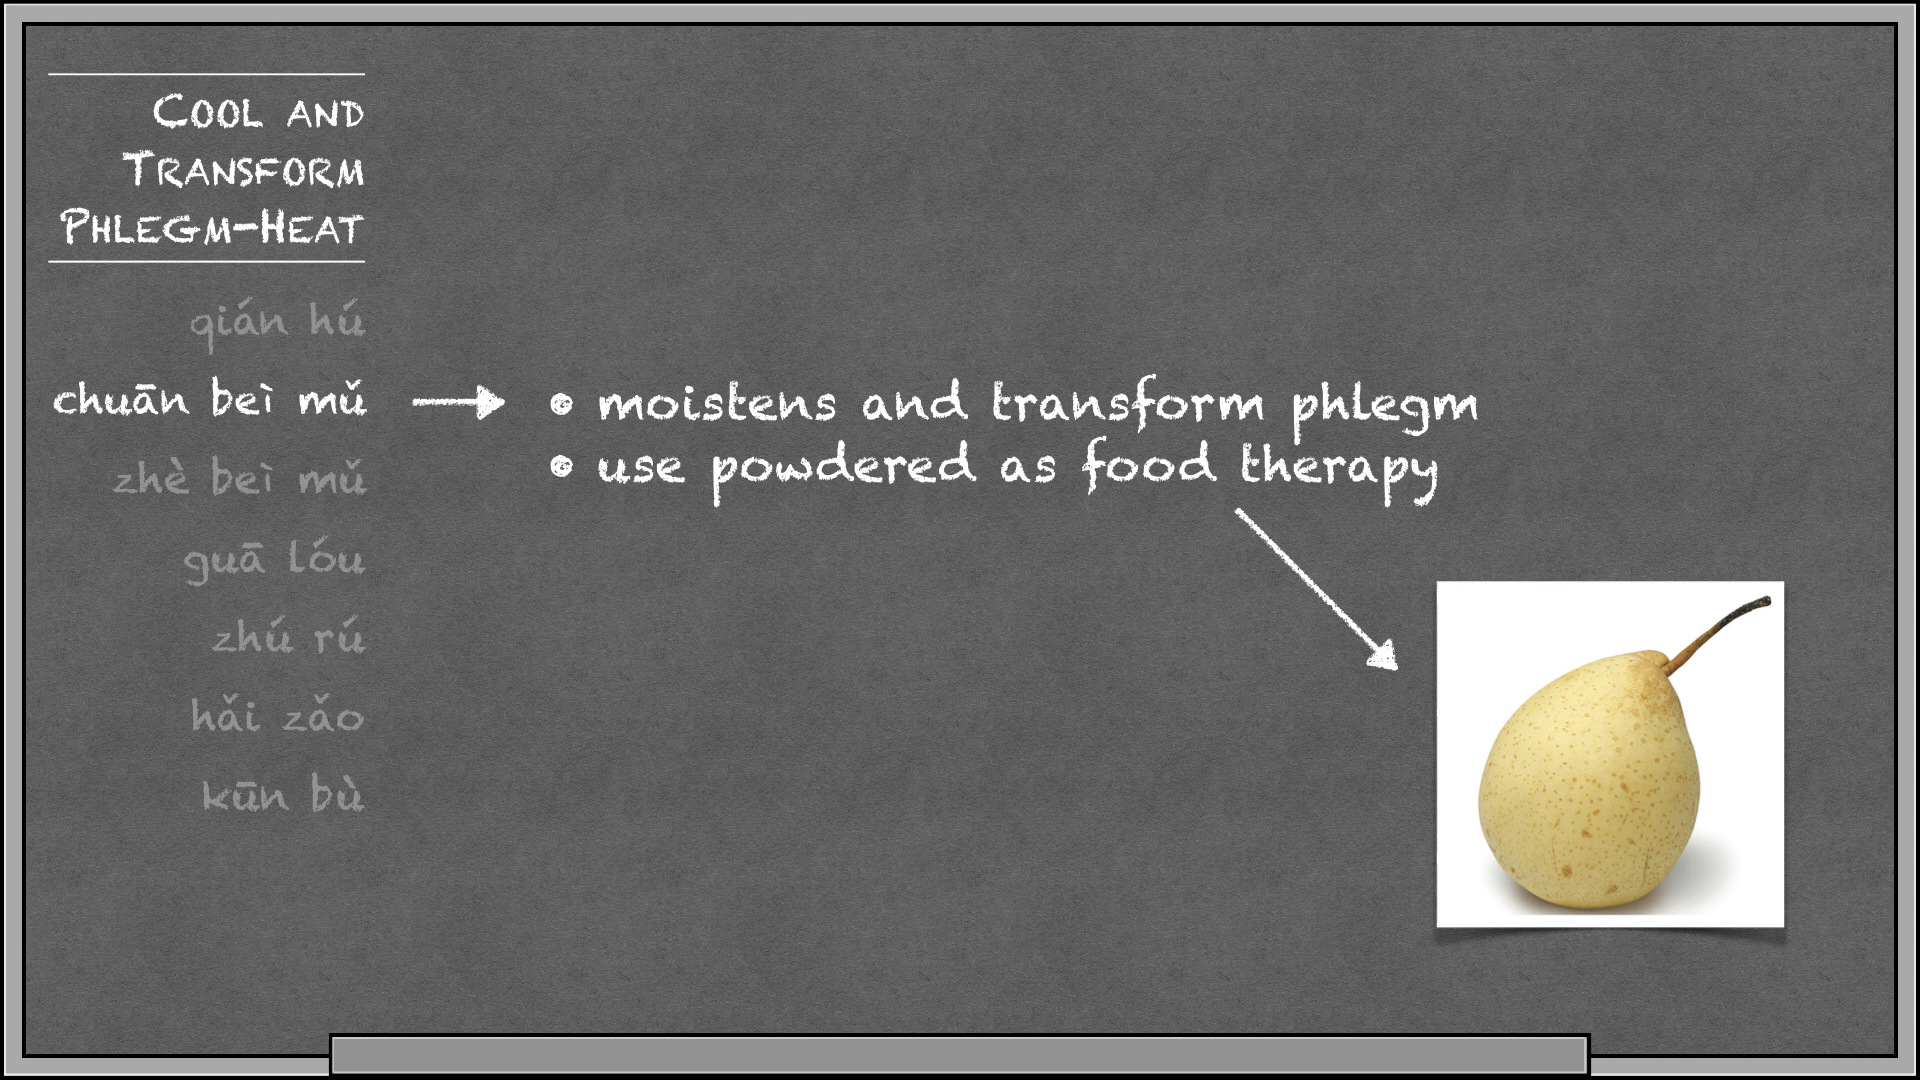 Cool and
Transform
Phlegm-Heat
qián hú
chuān beì mǔ
• moistens and transform phlegm
• use powdered as food therapy
zhè beì mǔ
guā lóu
zhú rú
hǎi zǎo
kūn bù